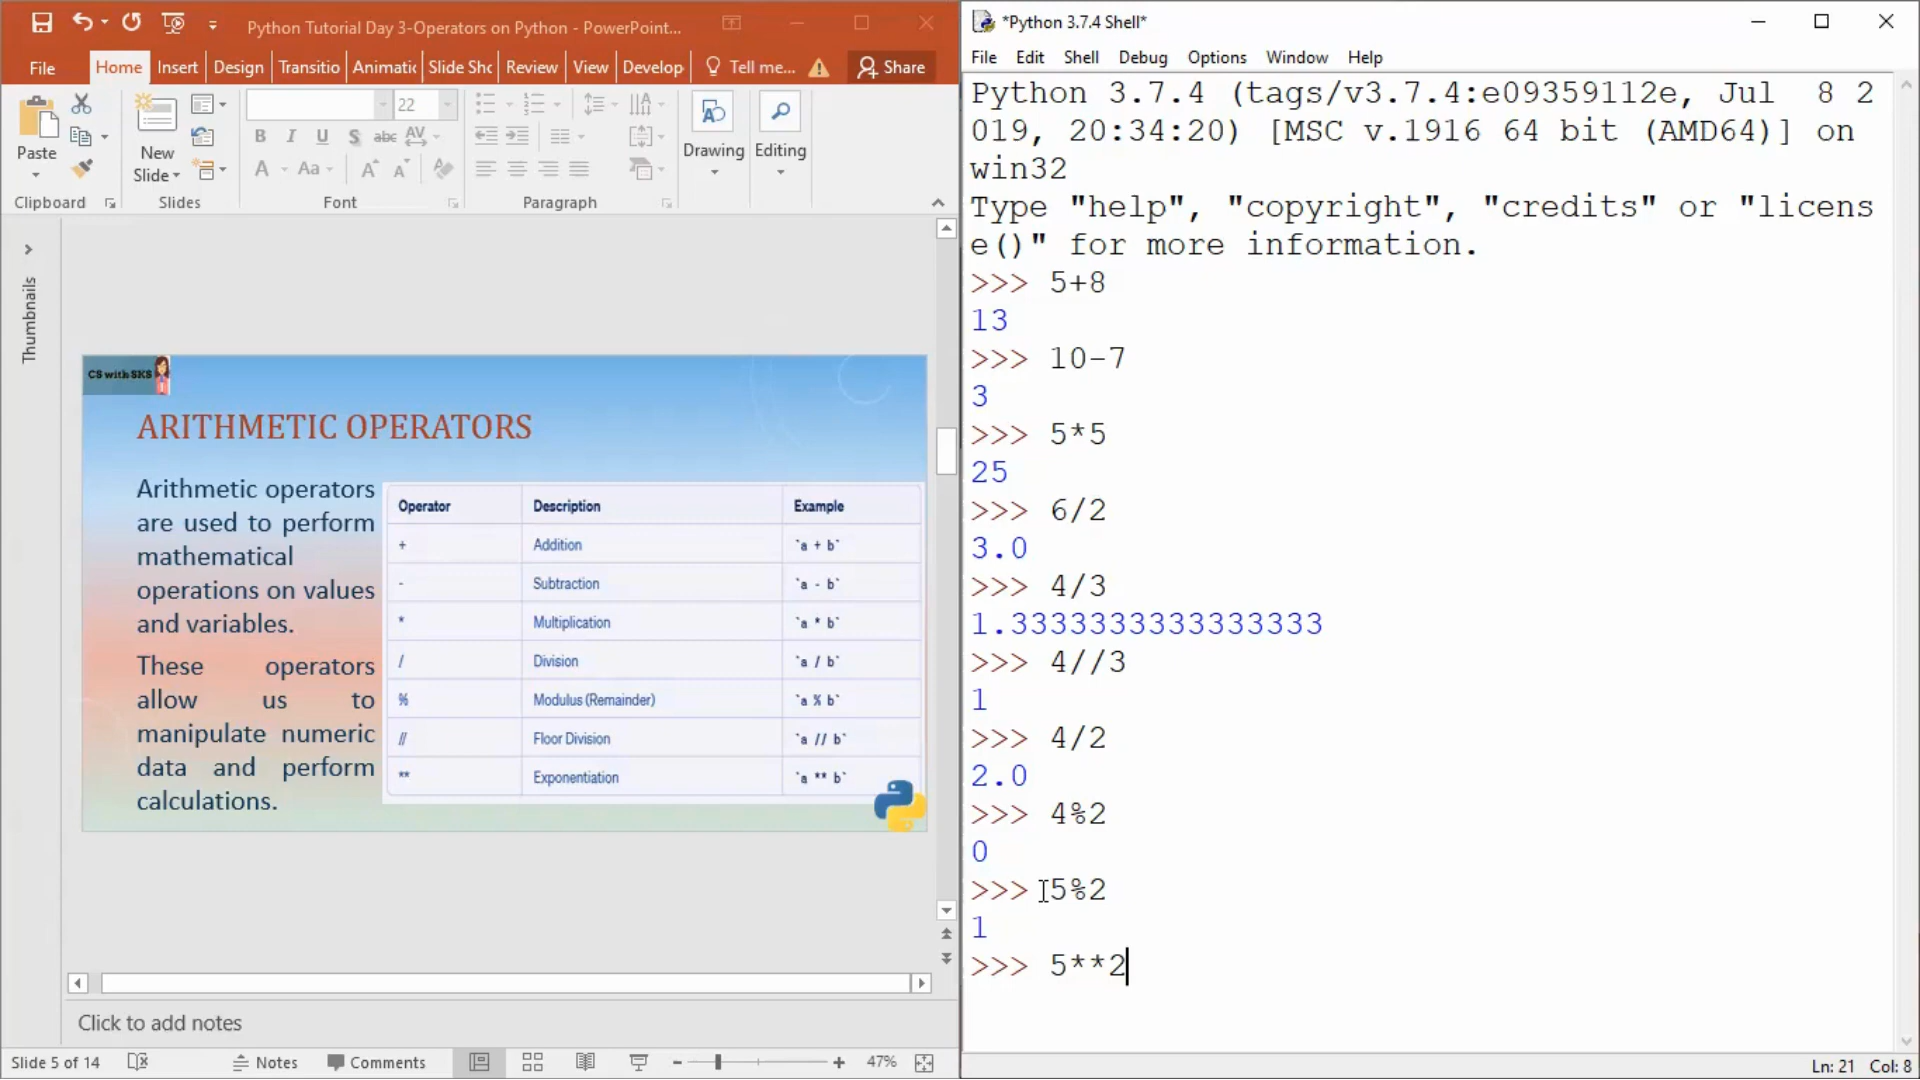 Python Tutorial Day 3-Operators on Python - PowerPoint...
File Home Insert Design Transitio Animatic Slide Shc Review View Develop Tell me... Share
22
B I U S abc AV
A Aa A A
Paste
New
Slide
Drawing
Editing
Clipboard Slides Font Paragraph
Thumbnails
CS with SKS
ARITHMETIC OPERATORS
Arithmetic operators
are used to perform
mathematical
operations on values
and variables.
These operators
allow us to
manipulate numeric
data and perform
calculations.
Operator Description Example
+ Addition `a + b`
- Subtraction `a - b`
* Multiplication `a * b`
/ Division `a / b`
% Modulus (Remainder) `a % b`
// Floor Division `a // b`
** Exponentiation `a ** b`
Click to add notes
Slide 5 of 14 Notes Comments 47%
*Python 3.7.4 Shell*
File Edit Shell Debug Options Window Help
Python 3.7.4 (tags/v3.7.4:e09359112e, Jul  8 2
019, 20:34:20) [MSC v.1916 64 bit (AMD64)] on
win32
Type "help", "copyright", "credits" or "licens
e()" for more information.
>>> 5+8
13
>>> 10-7
3
>>> 5*5
25
>>> 6/2
3.0
>>> 4/3
1.3333333333333333
>>> 4//3
1
>>> 4/2
2.0
>>> 4%2
0
>>> 5%2
1
>>> 5**2
Ln: 21 Col: 8